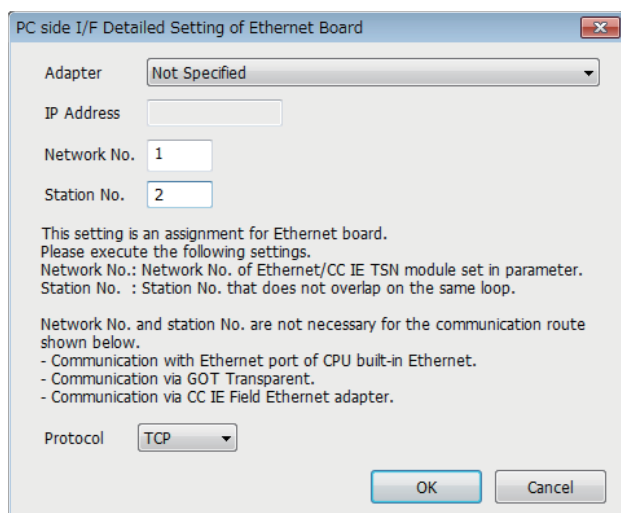 PC side I/F Detailed Setting of Ethernet Board
Adapter Not Specified
IP Address
Network No. 1
Station No. 2
This setting is an assignment for Ethernet board.
Please execute the following settings.
Network No.: Network No. of Ethernet/CC IE TSN module set in parameter.
Station No. : Station No. that does not overlap on the same loop.
Network No. and station No. are not necessary for the communication route
shown below.
- Communication with Ethernet port of CPU built-in Ethernet.
- Communication via GOT Transparent.
- Communication via CC IE Field Ethernet adapter.
Protocol TCP
OK Cancel